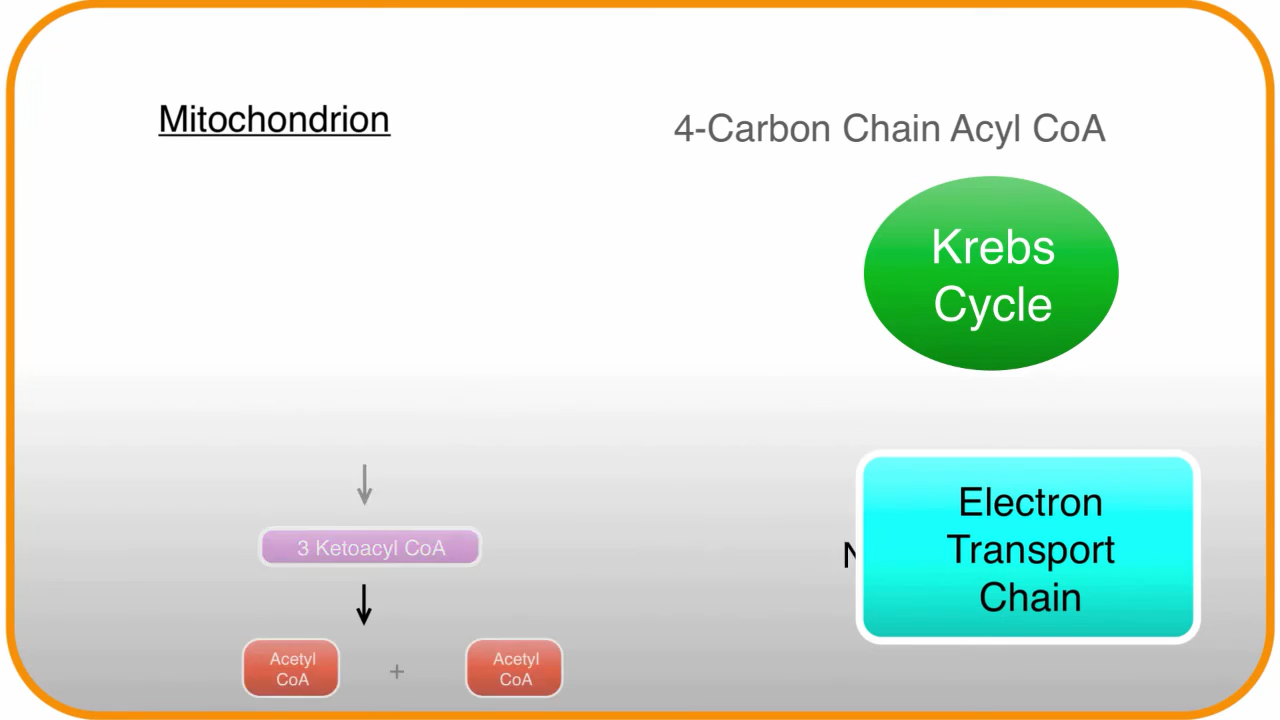 Mitochondrion
4-Carbon Chain Acyl CoA
Krebs
Cycle
Electron
Transport
Chain
3 Ketoacyl CoA
Acetyl
CoA
+
Acetyl
CoA